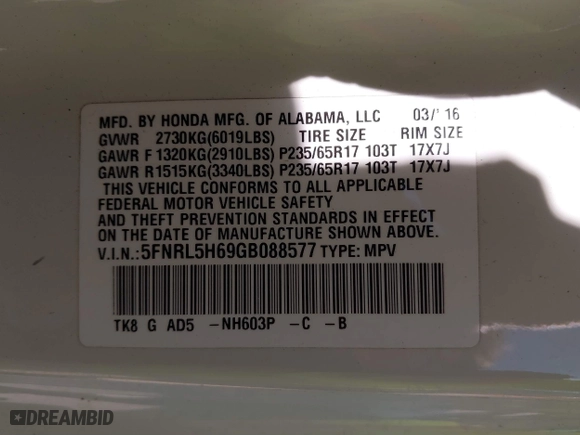 MFD. BY HONDA MFG. OF ALABAMA, LLC 03/'16
GVWR 2730KG(6019LBS) TIRE SIZE RIM SIZE
GAWR F 1320KG(2910LBS) P235/65R17 103T 17X7J
GAWR R1515KG(3340LBS) P235/65R17 103T 17X7J
THIS VEHICLE CONFORMS TO ALL APPLICABLE
FEDERAL MOTOR VEHICLE SAFETY
AND THEFT PREVENTION STANDARDS IN EFFECT
ON THE DATE OF MANUFACTURE SHOWN ABOVE.
V.I.N.:5FNRL5H69GB088577 TYPE: MPV
TK8 G AD5 -NH603P -C -B
DREAMBID